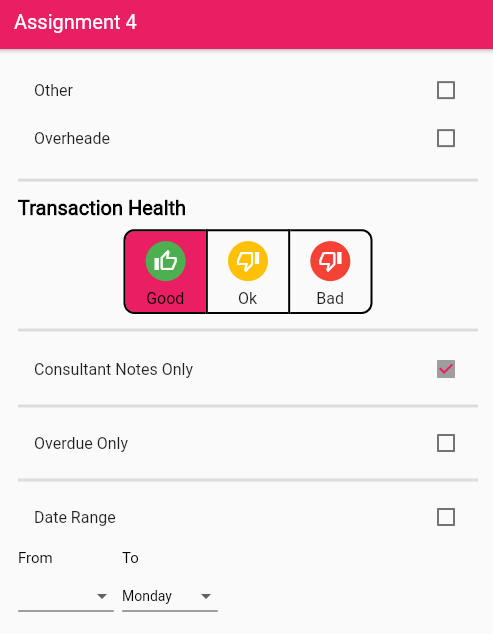 Assignment 4
Other
Overheade
Transaction Health
Good Ok Bad
Consultant Notes Only
Overdue Only
Date Range
From To
Monday